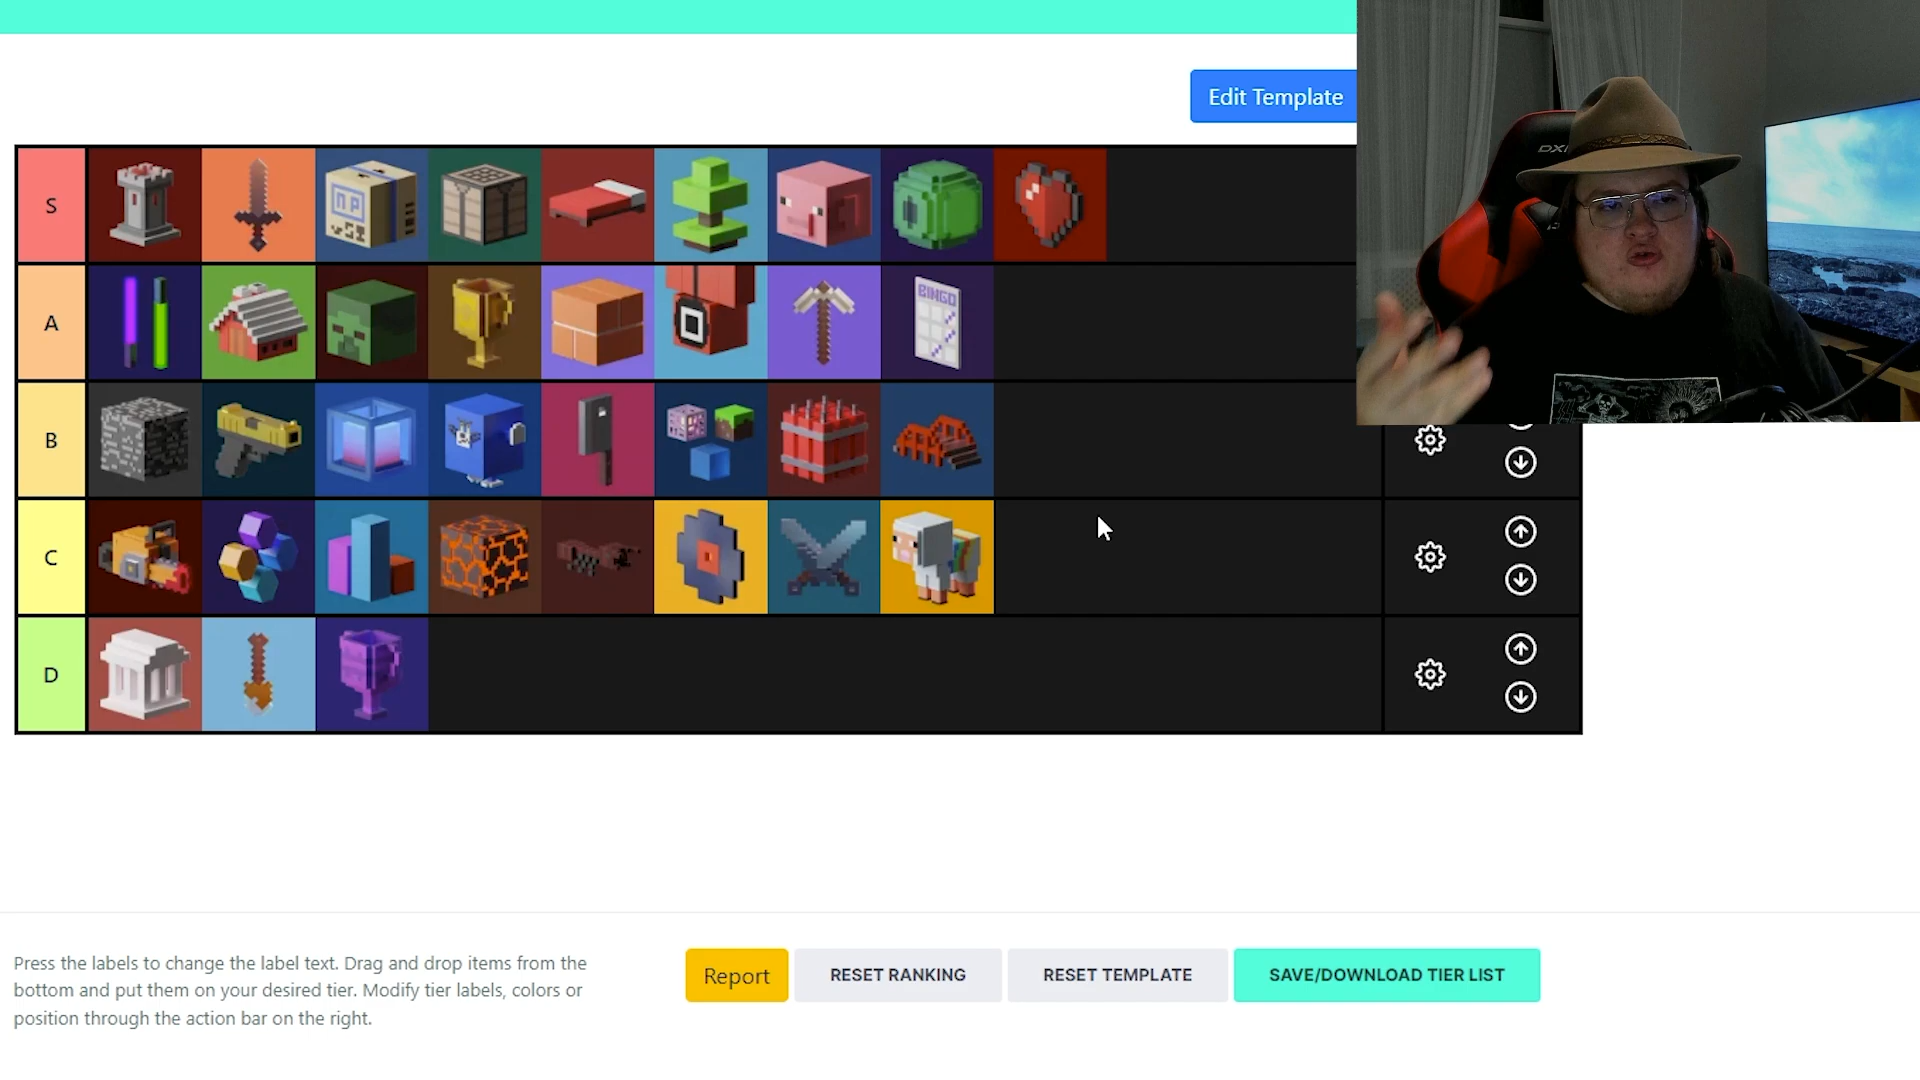 Edit Template
S
A
BINGO
B
C
D
Press the labels to change the label text. Drag and drop items from the
bottom and put them on your desired tier. Modify tier labels, colors or
position through the action bar on the right.
Report
RESET RANKING
RESET TEMPLATE
SAVE/DOWNLOAD TIER LIST